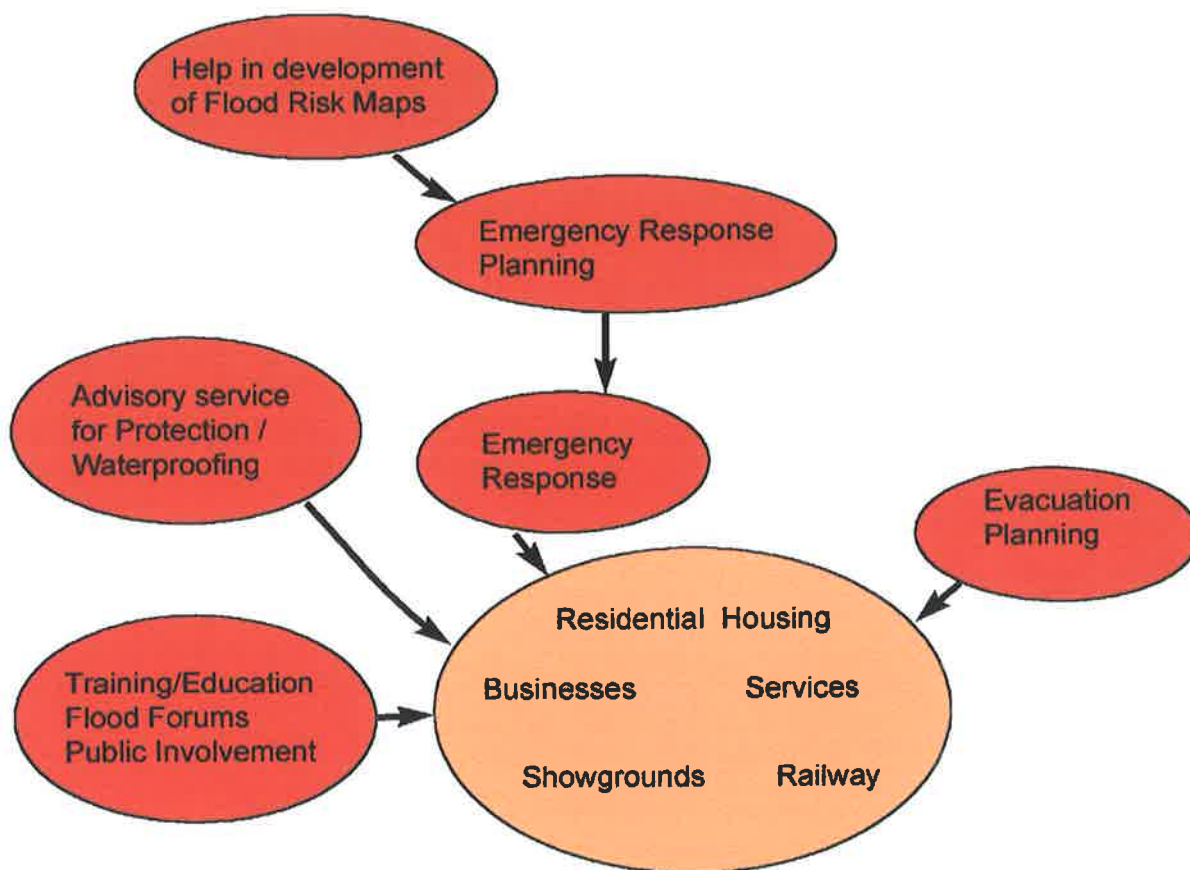 Help in development
of Flood Risk Maps
Emergency Response
Planning
Advisory service
for Protection /
Waterproofing
Emergency
Response
Evacuation
Planning
Residential Housing
Businesses Services
Training/Education
Flood Forums
Public Involvement
Showgrounds Railway